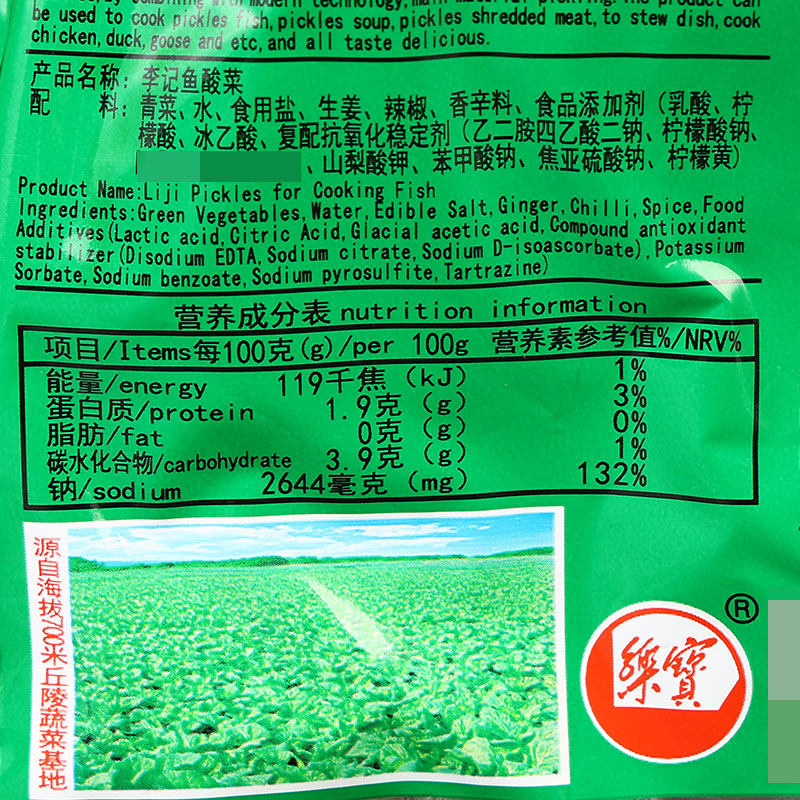 be used to cook pickles fish,pickles soup,pickles shredded meat,to stew dish,cook
chicken,duck,goose and etc,and all taste delicious.
产品名称:李记鱼酸菜
配 料:青菜、水、食用盐、生姜、辣椒、香辛料、食品添加剂(乳酸、柠
檬酸、冰乙酸、复配抗氧化稳定剂(乙二胺四乙酸二钠、柠檬酸钠、
、山梨酸钾、苯甲酸钠、焦亚硫酸钠、柠檬黄)
Product Name:Liji Pickles for Cooking Fish
Ingredients:Green Vegetables,Water,Edible Salt,Ginger,Chilli,Spice,Food
Additives(Lactic acid,Citric Acid,Glacial acetic acid,Compound antioxidant
stabilizer(Disodium EDTA,Sodium citrate,Sodium D-isoascorbate),Potassium
Sorbate,Sodium benzoate,Sodium pyrosulfite,Tartrazine)
营养成分表 nutrition information
项目/Items 每100克(g)/per 100g 营养素参考值%/NRV%
能量/energy 119千焦(kJ) 1%
蛋白质/protein 1.9克(g) 3%
脂肪/fat 0克(g) 0%
碳水化合物/carbohydrate 3.9克(g) 1%
钠/sodium 2644毫克(mg) 132%
源自海拔700米丘陵蔬菜基地
®
樂寶